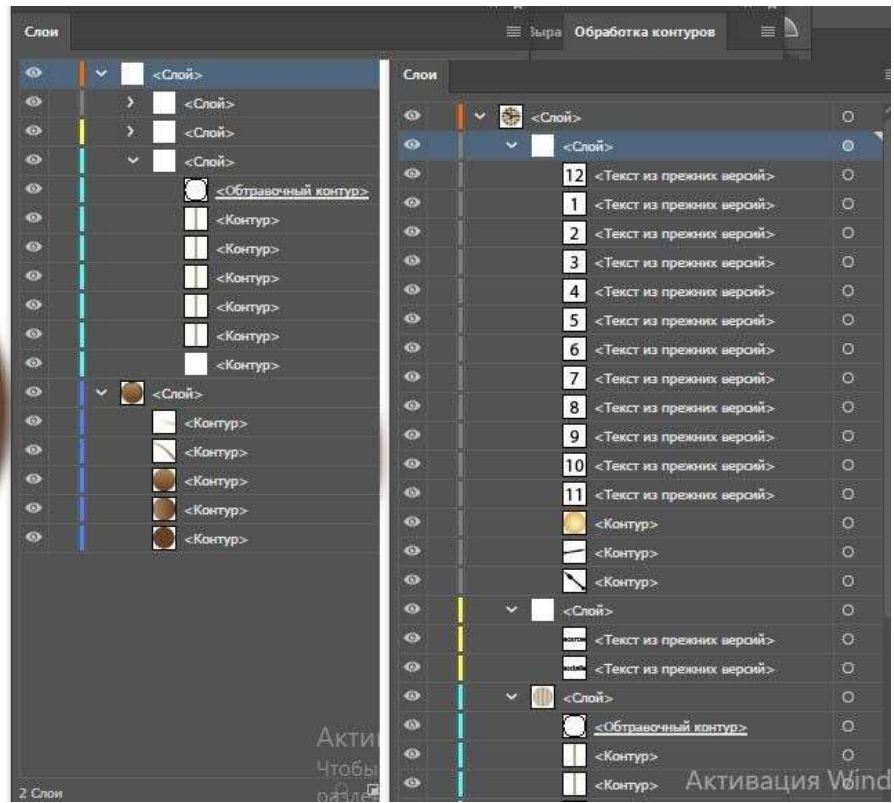 Слои
Выра
Обработка контуров
<Слой>
<Слой>
<Слой>
<Слой>
<Обтравочный контур>
<Контур>
<Контур>
<Контур>
<Контур>
<Контур>
<Контур>
<Слой>
<Контур>
<Контур>
<Контур>
<Контур>
<Контур>
Акти
Чтобы
2 Слои
Слои
<Слой>
<Слой>
12 <Текст из прежних версий>
1 <Текст из прежних версий>
2 <Текст из прежних версий>
3 <Текст из прежних версий>
4 <Текст из прежних версий>
5 <Текст из прежних версий>
6 <Текст из прежних версий>
7 <Текст из прежних версий>
8 <Текст из прежних версий>
9 <Текст из прежних версий>
10 <Текст из прежних версий>
11 <Текст из прежних версий>
<Контур>
<Контур>
<Контур>
<Слой>
<Текст из прежних версий>
<Текст из прежних версий>
<Слой>
<Обтравочный контур>
<Контур>
<Контур>
Активация Wind